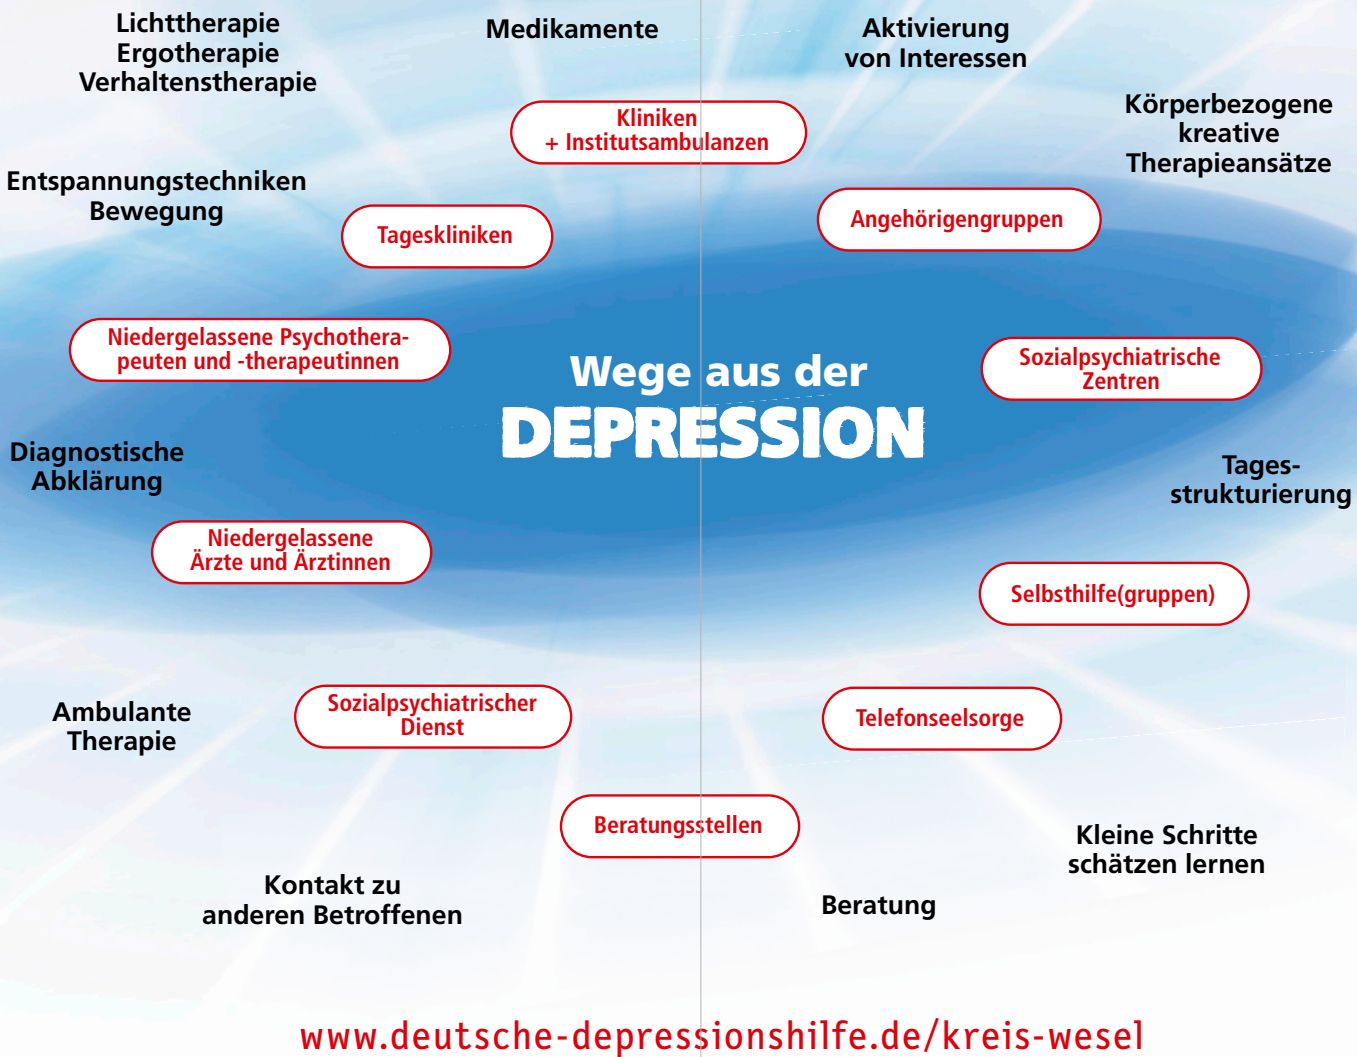 Lichttherapie
Ergotherapie
Verhaltenstherapie
Medikamente
Aktivierung
von Interessen
Kliniken
+ Institutsambulanzen
Körperbezogene
kreative
Therapieansätze
Entspannungstechniken
Bewegung
Tageskliniken
Angehörigengruppen
Niedergelassene Psychothera-
peuten und -therapeutinnen
Wege aus der
DEPRESSION
Sozialpsychiatrische
Zentren
Diagnostische
Abklärung
Tages-
strukturierung
Niedergelassene
Ärzte und Ärztinnen
Selbsthilfe(gruppen)
Ambulante
Therapie
Sozialpsychiatrischer
Dienst
Telefonseelsorge
Beratungsstellen
Kleine Schritte
schätzen lernen
Kontakt zu
anderen Betroffenen
Beratung
www.deutsche-depressionshilfe.de/kreis-wesel